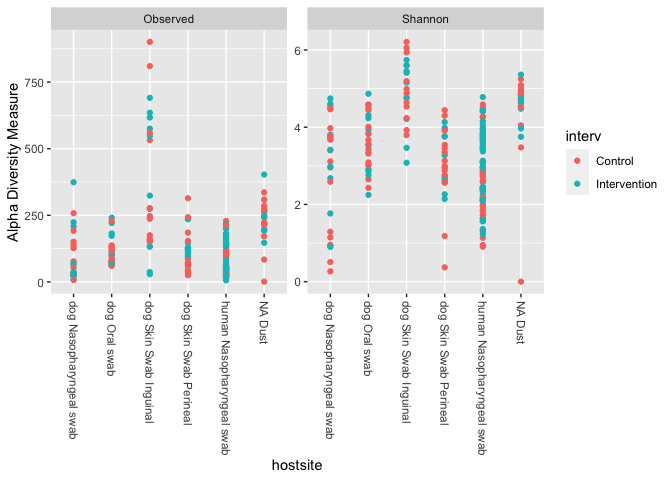 Observed
Shannon
Alpha Diversity Measure
750
500
250
0
6
4
2
0
dog Nasopharyngeal swab
dog Oral swab
dog Skin Swab Inguinal
dog Skin Swab Perineal
human Nasopharyngeal swab
NA Dust
dog Nasopharyngeal swab
dog Oral swab
dog Skin Swab Inguinal
dog Skin Swab Perineal
human Nasopharyngeal swab
NA Dust
hostsite
interv
Control
Intervention